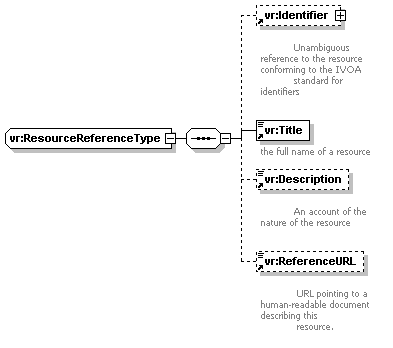 vr:Identifier
Unambiguous
reference to the resource
conforming to the IVOA
standard for
identifiers
vr:ResourceReferenceType
vr:Title
the full name of a resource
vr:Description
An account of the
nature of the resource
vr:ReferenceURL
URL pointing to a
human-readable document
describing this
resource.